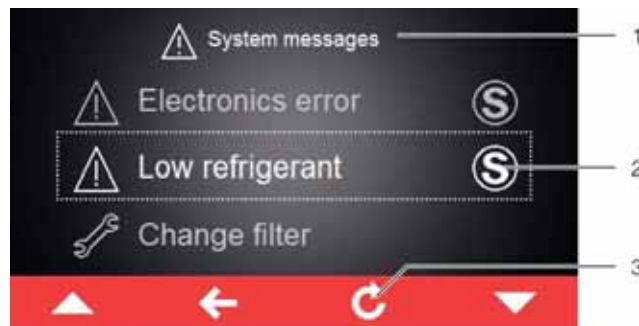 System messages 1
Electronics error S
Low refrigerant S 2
Change filter
3